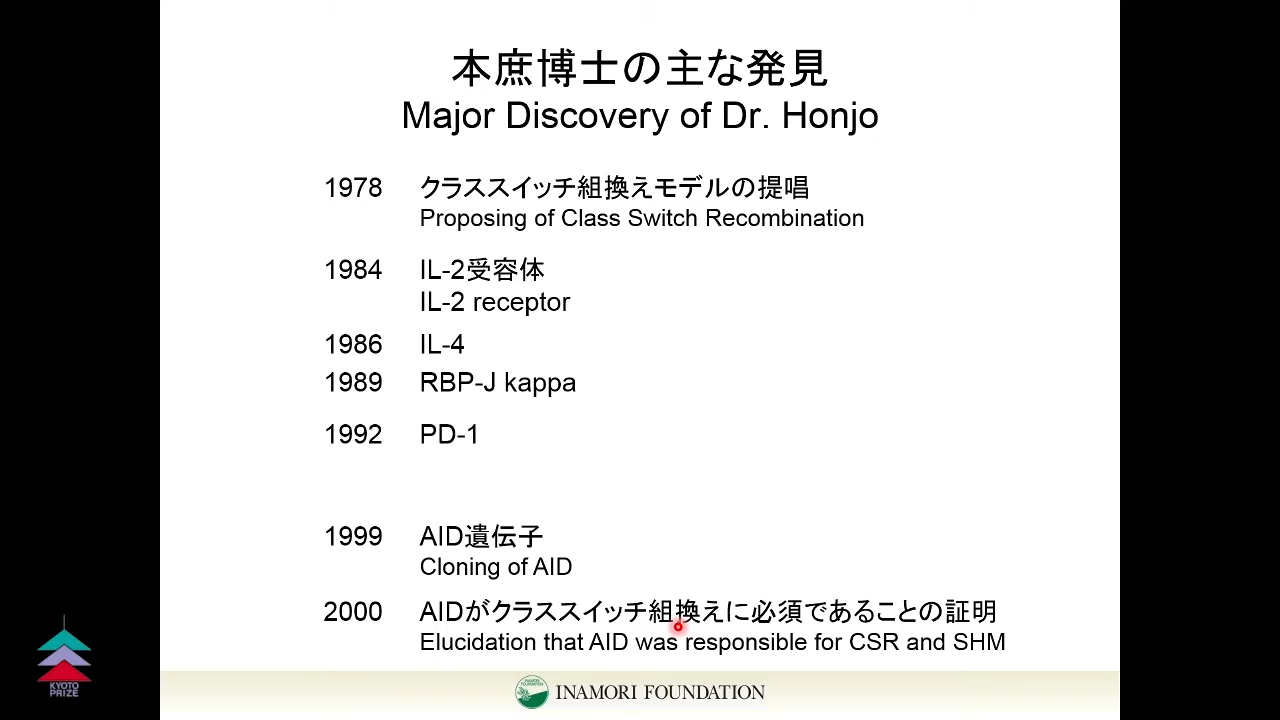 本庶博士の主な発見
Major Discovery of Dr. Honjo
1978 クラススイッチ組換えモデルの提唱
Proposing of Class Switch Recombination
1984 IL-2受容体
IL-2 receptor
1986 IL-4
1989 RBP-J kappa
1992 PD-1
1999 AID遺伝子
Cloning of AID
2000 AIDがクラススイッチ組換えに必須であることの証明
Elucidation that AID was responsible for CSR and SHM
KYOTO
PRIZE
INAMORI FOUNDATION